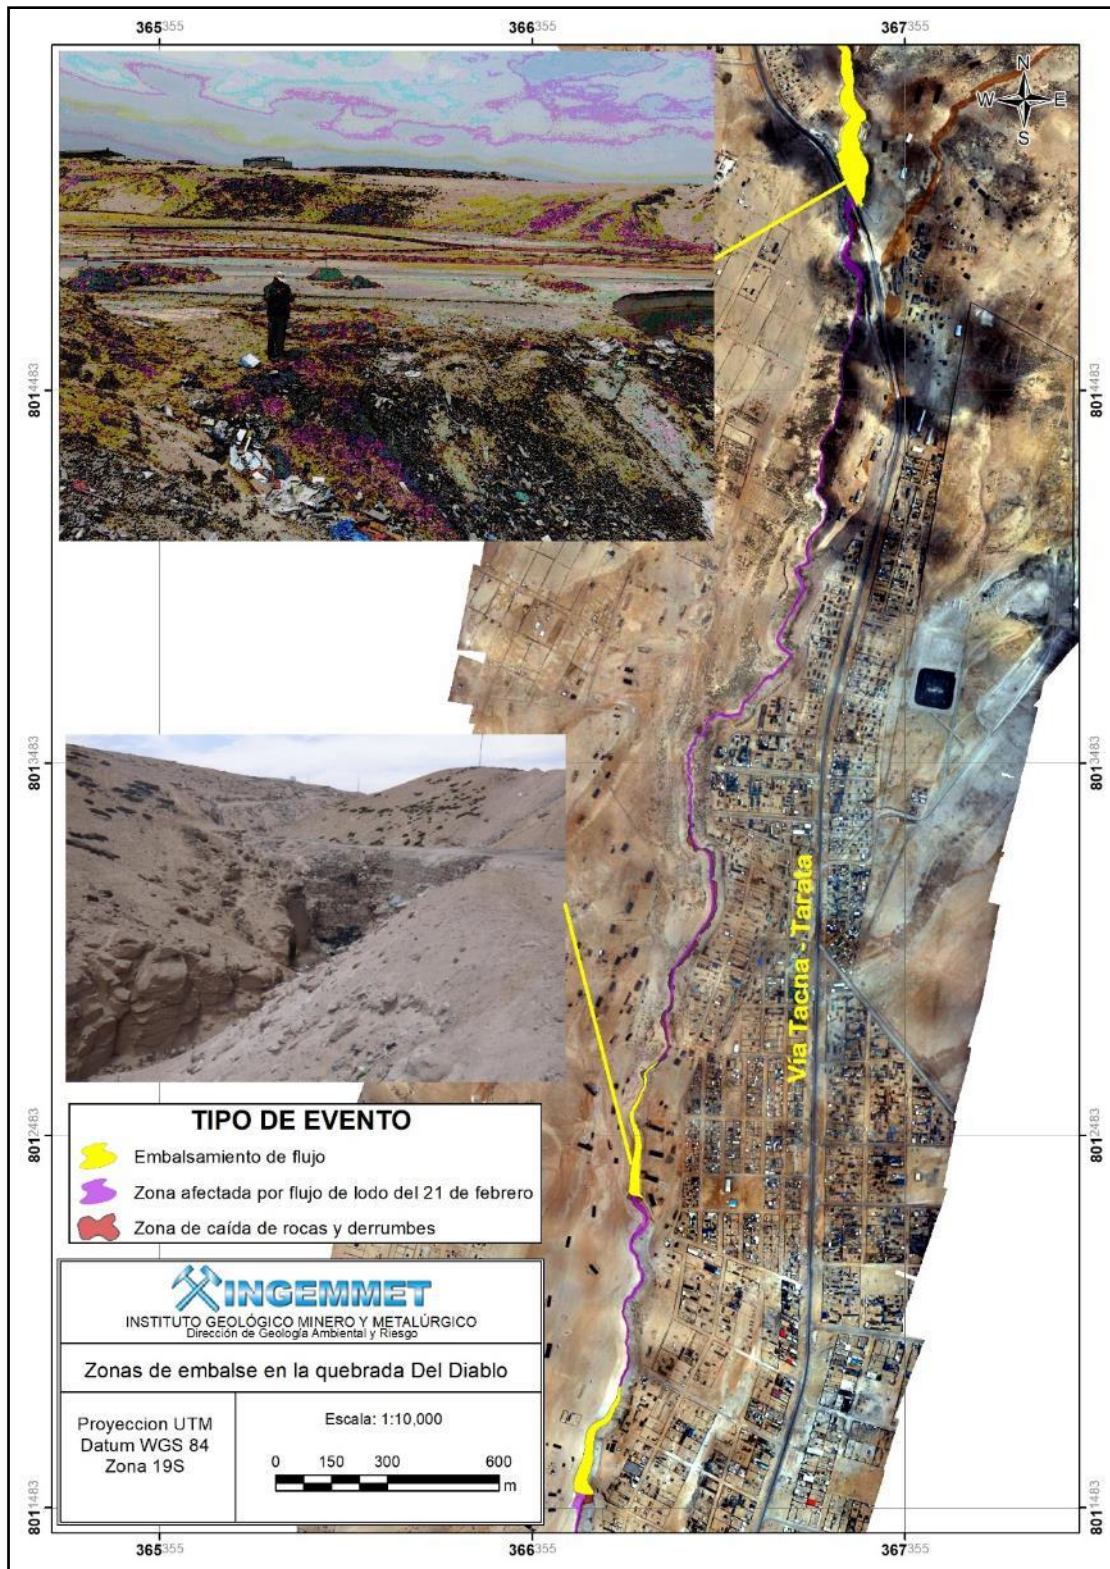 365355 366355 367355
N
W E
S
8014483 8014483
8013483 8013483
Vía Tacna - Tarata
8012483 8012483
TIPO DE EVENTO
Embalsamiento de flujo
Zona afectada por flujo de lodo del 21 de febrero
Zona de caída de rocas y derrumbes
INGEMMET
INSTITUTO GEOLÓGICO MINERO Y METALÚRGICO
Dirección de Geología Ambiental y Riesgo
Zonas de embalse en la quebrada Del Diablo
Proyeccion UTM
Datum WGS 84
Zona 19S
Escala: 1:10,000
0 150 300 600
m
8011483 8011483
365355 366355 367355